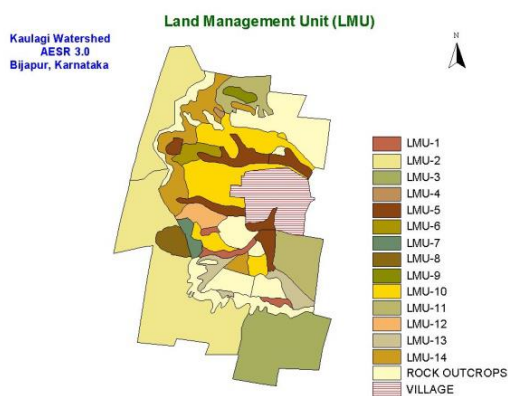 Land Management Unit (LMU)
Kaulagi Watershed
AESR 3.0
Bijapur, Karnataka
N
LMU-1
LMU-2
LMU-3
LMU-4
LMU-5
LMU-6
LMU-7
LMU-8
LMU-9
LMU-10
LMU-11
LMU-12
LMU-13
LMU-14
ROCK OUTCROPS
VILLAGE